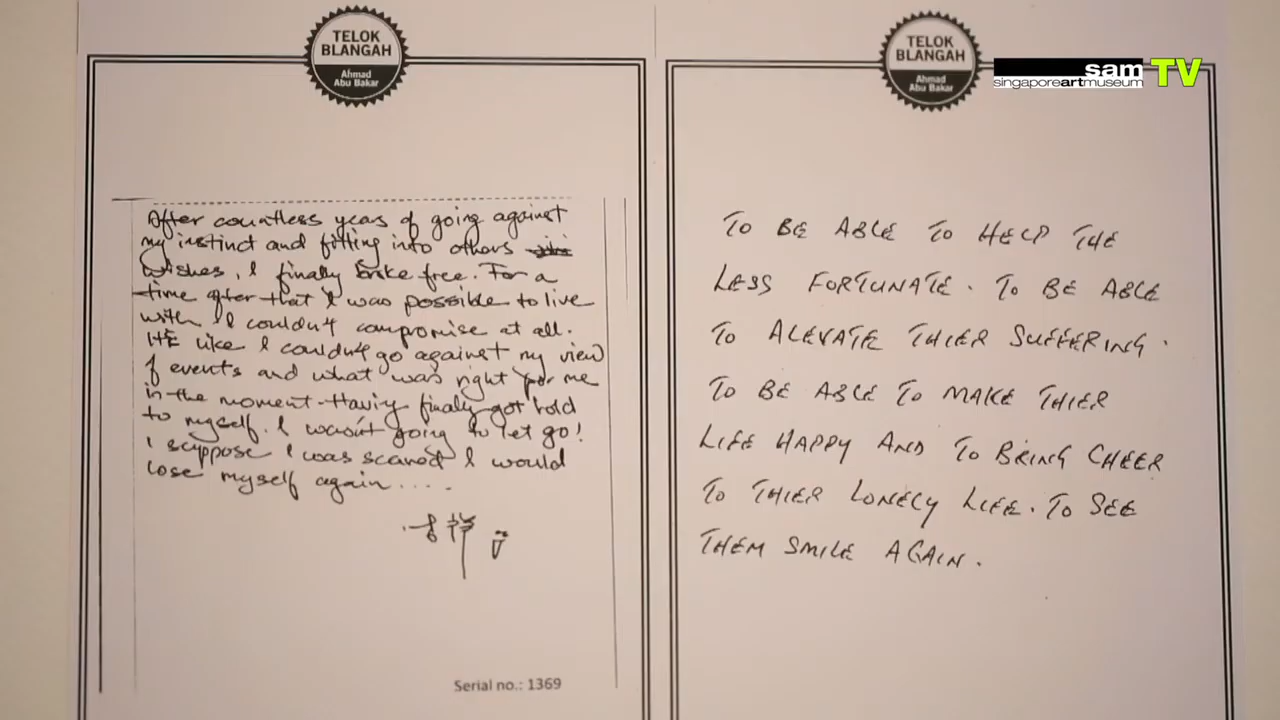 TELOK
BLANGAH
Ahmad
Abu Bakar
After countless years of going against
my instinct and fitting into others
wishes, I finally broke free. For a
time after that I was possible to live
with. I couldn't compromise at all.
like I couldn't go against my view
of events and what was right for me
in the moment. Having finally got hold
to myself. I wasn't going to let go!
I suppose I was scared I would
lose myself again....
Serial no.: 1369
TELOK
BLANGAH
Ahmad
Abu Bakar
TO BE ABLE TO HELP THE
LESS FORTUNATE. TO BE ABLE
TO ALEVATE THIER SUFFERING.
TO BE ABLE TO MAKE THIER
LIFE HAPPY AND TO BRING CHEER
TO THIER LONELY LIFE. TO SEE
THEM SMILE AGAIN.
sam TV
singaporeartmuseum